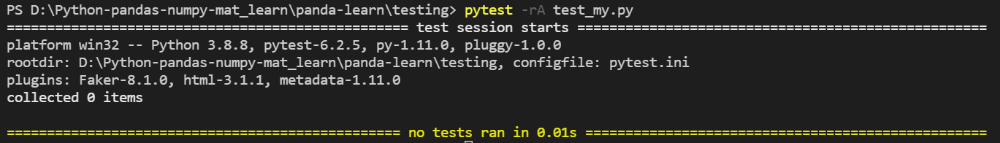 PS D:\Python-pandas-numpy-mat_learn\panda-learn\testing> pytest -rA test_my.py
================================================== test session starts ===================================================
platform win32 -- Python 3.8.8, pytest-6.2.5, py-1.11.0, pluggy-1.0.0
rootdir: D:\Python-pandas-numpy-mat_learn\panda-learn\testing, configfile: pytest.ini
plugins: Faker-8.1.0, html-3.1.1, metadata-1.11.0
collected 0 items
================================================= no tests ran in 0.01s ==================================================